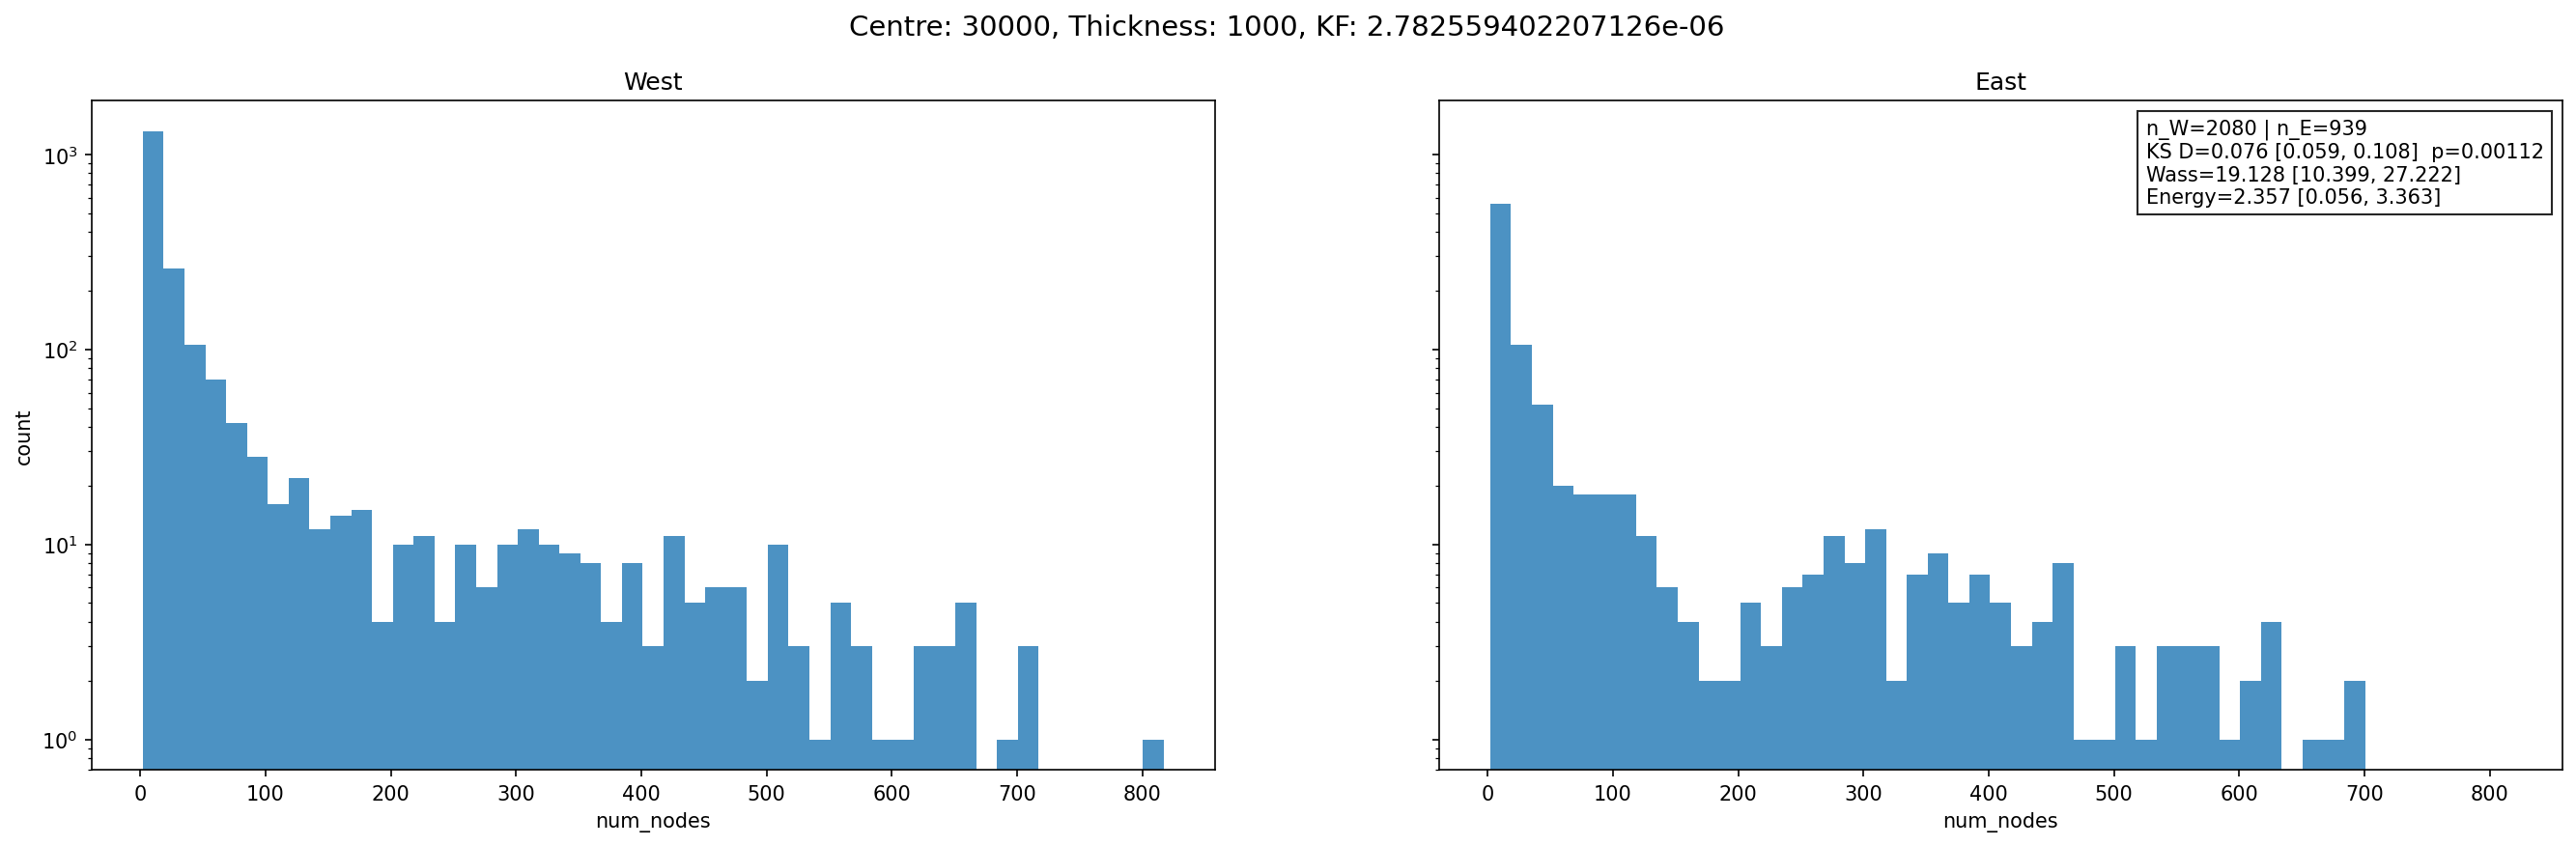 Centre: 30000, Thickness: 1000, KF: 2.782559402207126e-06
West
East
n_W=2080 | n_E=939
KS D=0.076 [0.059, 0.108]  p=0.00112
Wass=19.128 [10.399, 27.222]
Energy=2.357 [0.056, 3.363]
10³
10²
10¹
10⁰
count
0 100 200 300 400 500 600 700 800
num_nodes
0 100 200 300 400 500 600 700 800
num_nodes